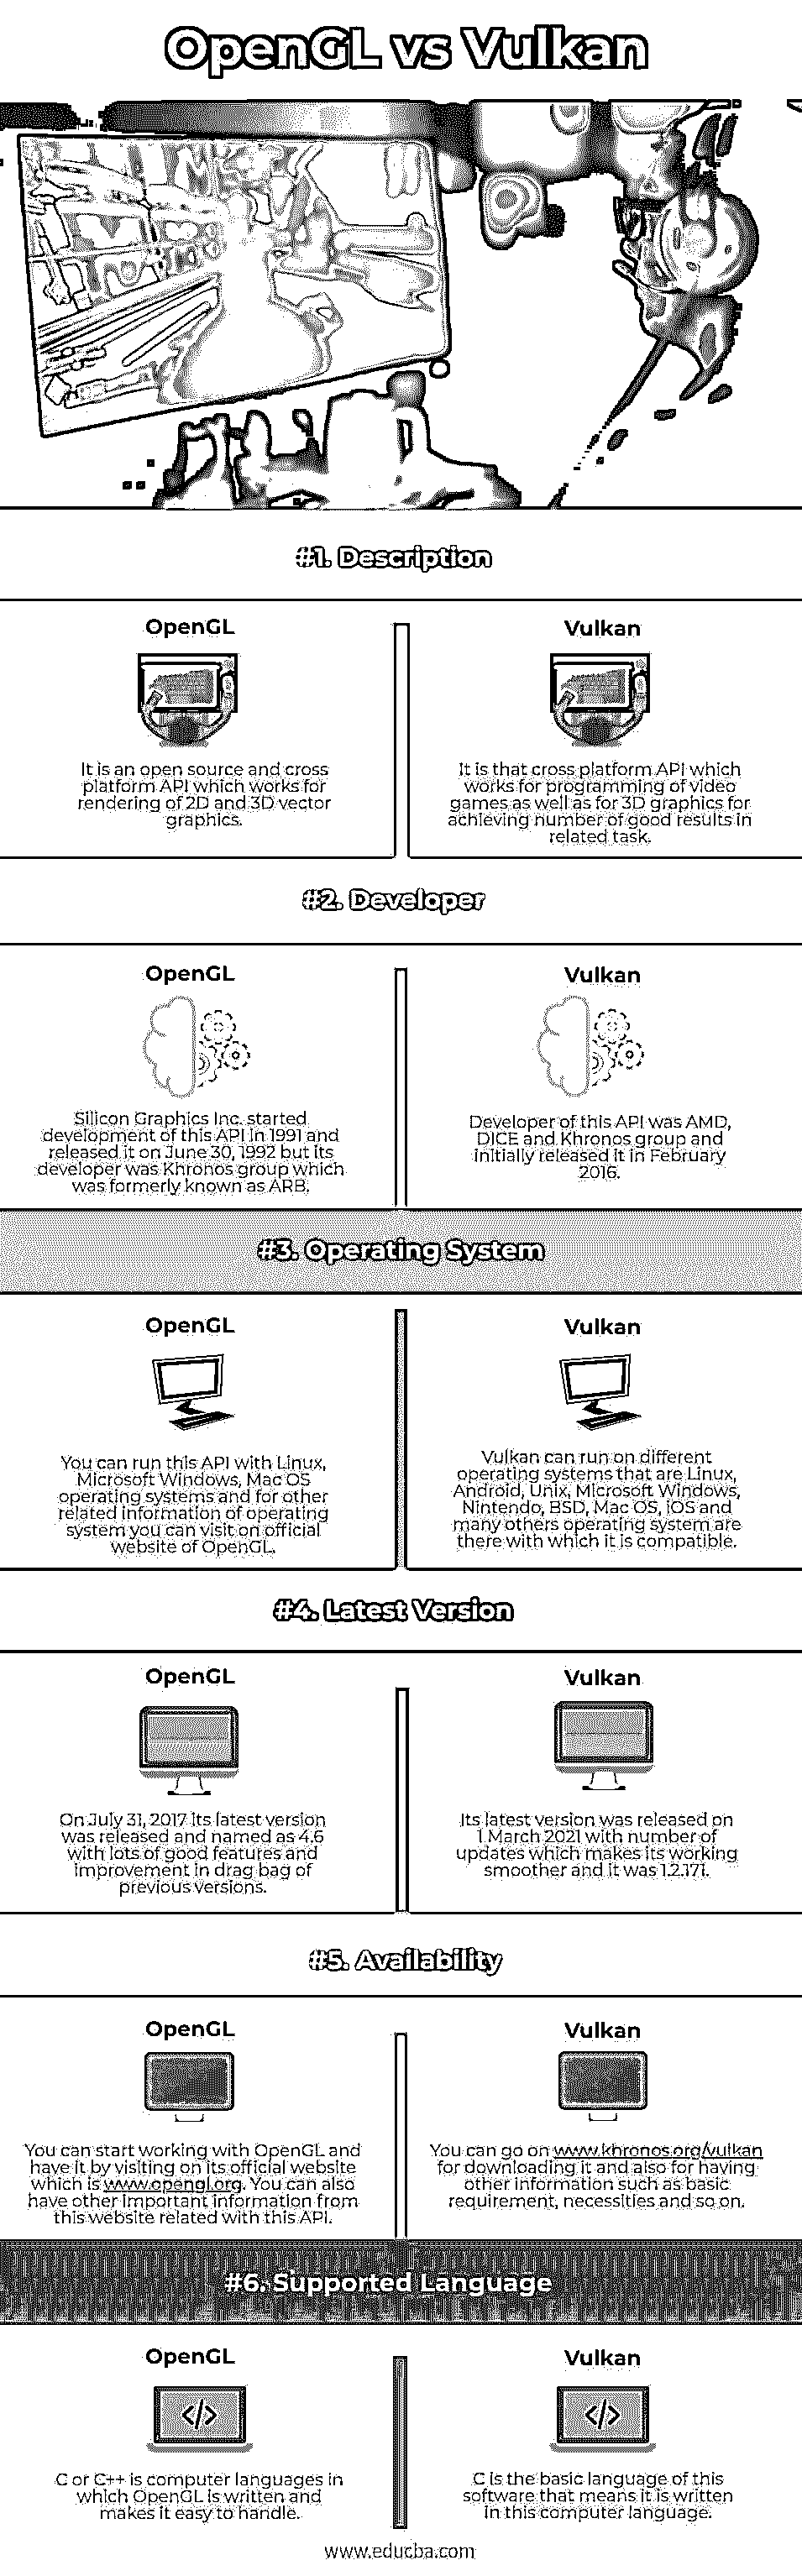 OpenGL vs Vulkan
#1. Description
OpenGL
It is an open source and cross
platform API which works for
rendering of 2D and 3D vector
graphics.
Vulkan
It is that cross platform API which
works for programming of video
games as well as for 3D graphics for
achieving number of good results in
related task.
#2. Developer
OpenGL
Silicon Graphics Inc. started
development of this API in 1991 and
released it on June 30, 1992 but its
developer was Khronos group which
was formerly known as ARB.
Vulkan
Developer of this API was AMD,
DICE and Khronos group and
initially released it in February
2016.
#3. Operating System
OpenGL
You can run this API with Linux,
Microsoft Windows, Mac OS
operating systems and for other
related information of operating
system you can visit on official
website of OpenGL.
Vulkan
Vulkan can run on different
operating systems that are Linux,
Android, Unix, Microsoft Windows,
Nintendo, BSD, Mac OS, iOS and
many others operating system are
there with which it is compatible.
#4. Latest Version
OpenGL
On July 31, 2017 its latest version
was released and named as 4.6
with lots of good features and
improvement in drag bag of
previous versions.
Vulkan
Its latest version was released on
1 March 2021 with number of
updates which makes its working
smoother and it was 1.2.171.
#5. Availability
OpenGL
You can start working with OpenGL and
have it by visiting on its official website
which is www.opengl.org. You can also
have other important information from
this website related with this API.
Vulkan
You can go on www.khronos.org/vulkan
for downloading it and also for having
other information such as basic
requirement, necessities and so on.
#6. Supported Language
OpenGL
C or C++ is computer languages in
which OpenGL is written and
makes it easy to handle.
Vulkan
C is the basic language of this
software that means it is written
in this computer language.
www.educba.com